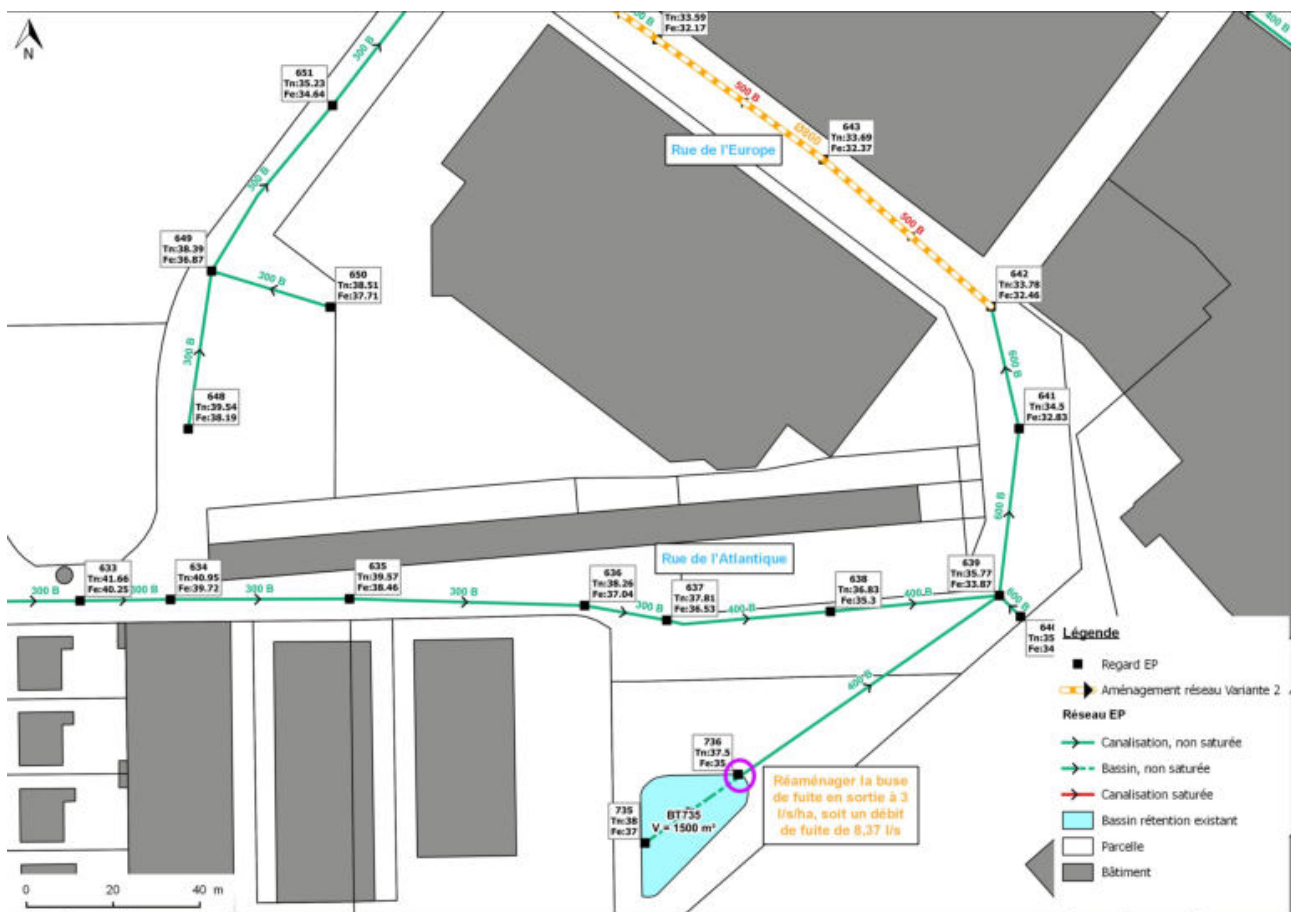 N
300 B
651
Tn:35.23
Fe:34.64
Tn:33.59
Fe:32.17
400 B
500 B
Ø800
643
Tn:33.69
Fe:32.37
Rue de l'Europe
300 B
500 B
649
Tn:38.39
Fe:36.87
300 B
650
Tn:38.51
Fe:37.71
642
Tn:33.78
Fe:32.46
300 B
600 B
648
Tn:39.54
Fe:38.19
641
Tn:34.5
Fe:32.83
600 B
Rue de l'Atlantique
633
Tn:41.66
Fe:40.25
634
Tn:40.95
Fe:39.72
635
Tn:39.57
Fe:38.46
636
Tn:38.26
Fe:37.04
637
Tn:37.81
Fe:36.53
638
Tn:36.83
Fe:35.3
639
Tn:35.77
Fe:33.87
300 B
300 B
300 B
300 B
300 B
400 B
400 B
600 B
400 B
736
Tn:37.5
Fe:35
735
Tn:38
Fe:37
BT735
V = 1500 m³
Réaménager la buse
de fuite en sortie à 3
l/s/ha, soit un débit
de fuite de 8,37 l/s
Légende
Regard EP
Aménagement réseau Variante 2
Réseau EP
Canalisation, non saturée
Bassin, non saturée
Canalisation saturée
Bassin rétention existant
Parcelle
Bâtiment
0 20 40 m